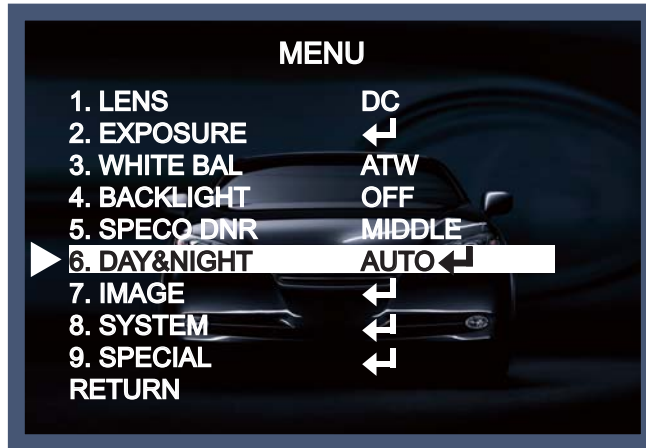 MENU
1. LENS DC
2. EXPOSURE ↵
3. WHITE BAL ATW
4. BACKLIGHT OFF
5. SPECO DNR MIDDLE
6. DAY&NIGHT AUTO ↵
7. IMAGE ↵
8. SYSTEM ↵
9. SPECIAL ↵
RETURN